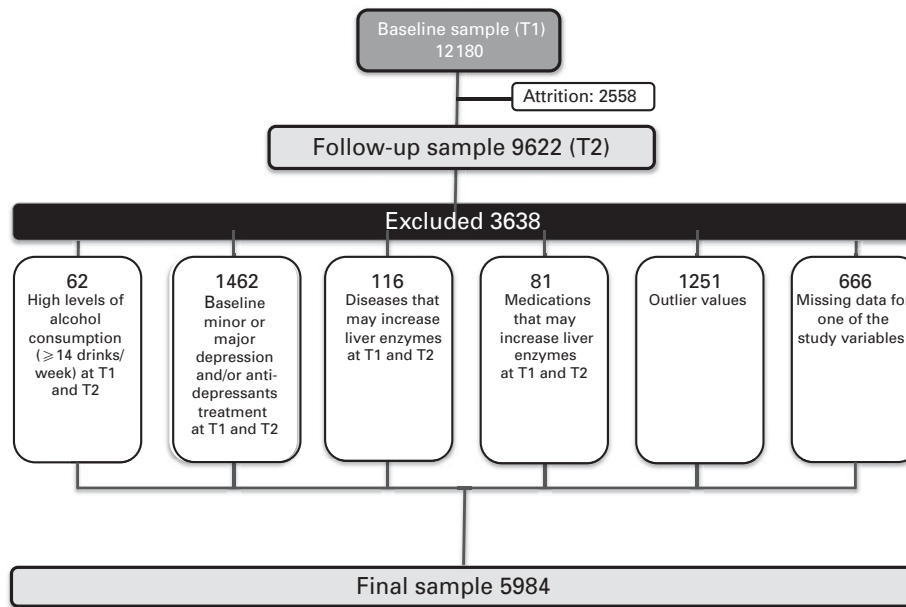 Baseline sample (T1)
12180
Attrition: 2558
Follow-up sample 9622 (T2)
Excluded 3638
62
High levels of
alcohol
consumption
(⩾14 drinks/
week) at T1
and T2
1462
Baseline
minor or
major
depression
and/or anti-
depressants
treatment
at T1 and T2
116
Diseases that
may increase
liver enzymes
at T1 and T2
81
Medications
that may
increase liver
enzymes
at T1 and T2
1251
Outlier values
666
Missing data for
one of the
study variables
Final sample 5984